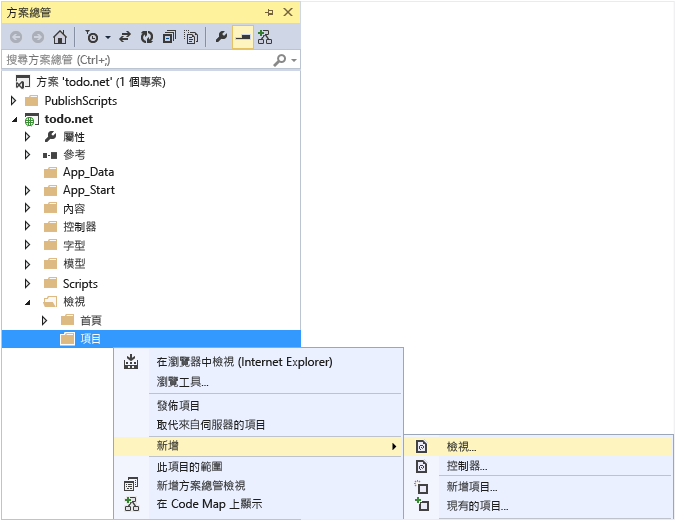 方案總管
搜尋方案總管 (Ctrl+;)
方案 'todo.net' (1 個專案)
PublishScripts
todo.net
屬性
參考
App_Data
App_Start
內容
控制器
字型
模型
Scripts
檢視
首頁
項目
在瀏覽器中檢視 (Internet Explorer)
瀏覽工具...
發佈項目
取代來自伺服器的項目
新增
檢視...
控制器...
此項目的範圍
新增方案總管檢視
新增項目...
在 Code Map 上顯示
現有的項目...